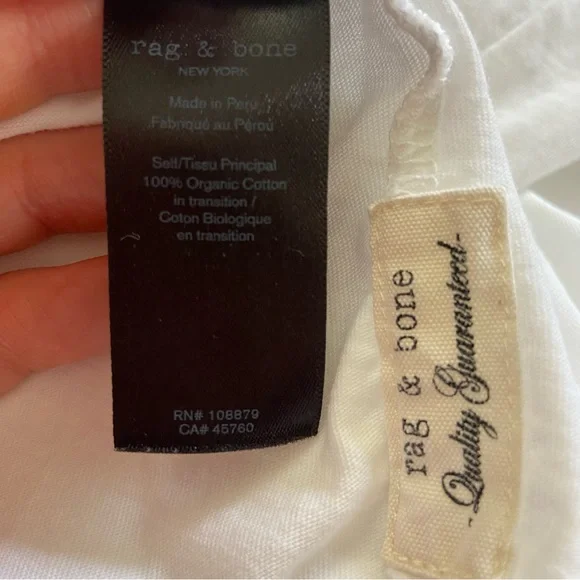 rag & bone
NEW YORK
Made in Peru
Fabriqué au Pérou
Self/Tissu Principal
100% Organic Cotton
in transition /
Coton Biologique
en transition
RN# 108879
CA# 45760
rag & bone
-Quality Guaranteed-